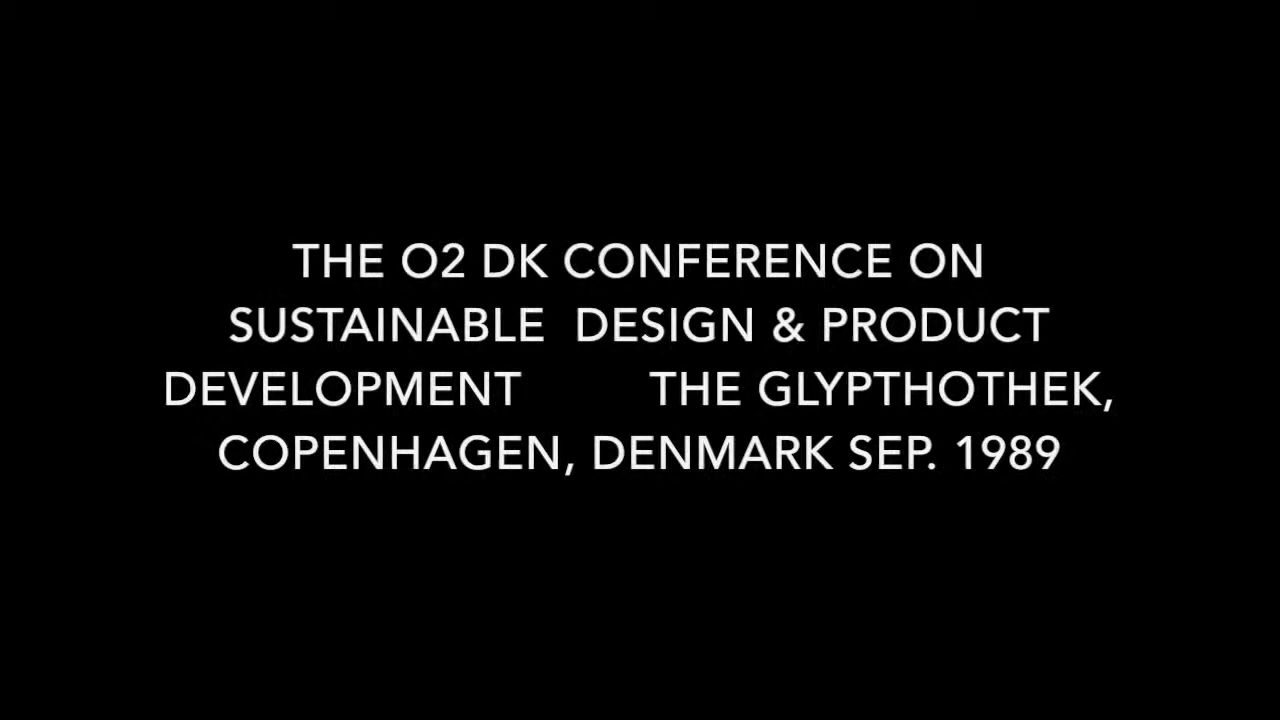 THE O2 DK CONFERENCE ON
SUSTAINABLE DESIGN & PRODUCT
DEVELOPMENT THE GLYPTHOTHEK,
COPENHAGEN, DENMARK SEP. 1989